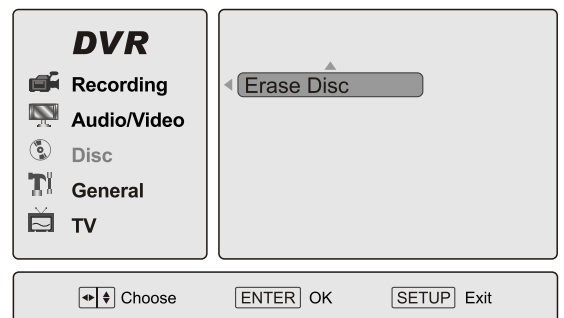 DVR
Recording
Audio/Video
Disc
General
TV
Erase Disc
Choose ENTER OK SETUP Exit